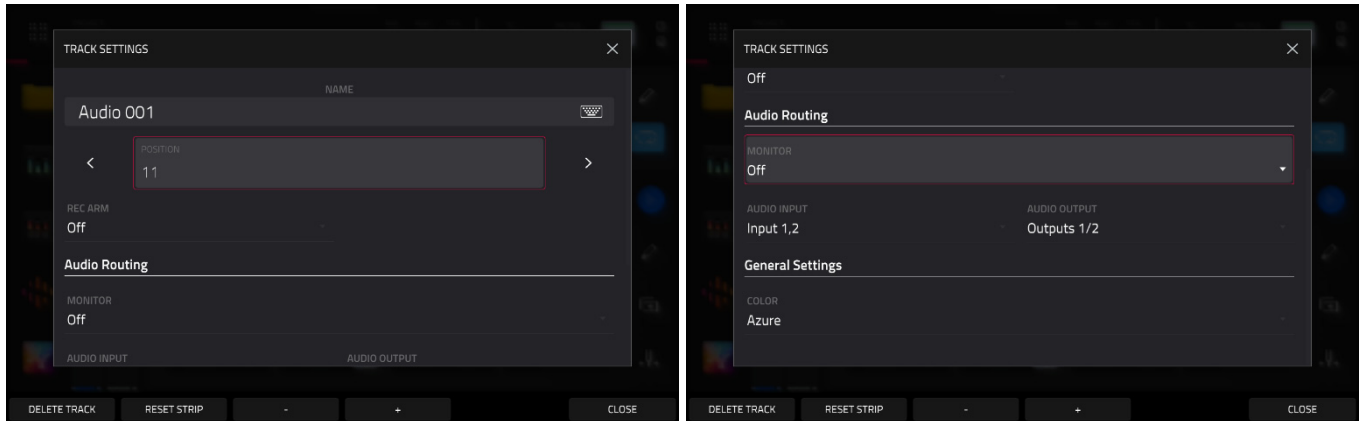 TRACK SETTINGS
NAME
Audio 001
POSITION
11
REC ARM
Off
Audio Routing
MONITOR
Off
AUDIO INPUT AUDIO OUTPUT
DELETE TRACK RESET STRIP - + CLOSE
TRACK SETTINGS
Off
Audio Routing
MONITOR
Off
AUDIO INPUT AUDIO OUTPUT
Input 1,2 Outputs 1/2
General Settings
COLOR
Azure
DELETE TRACK RESET STRIP - + CLOSE